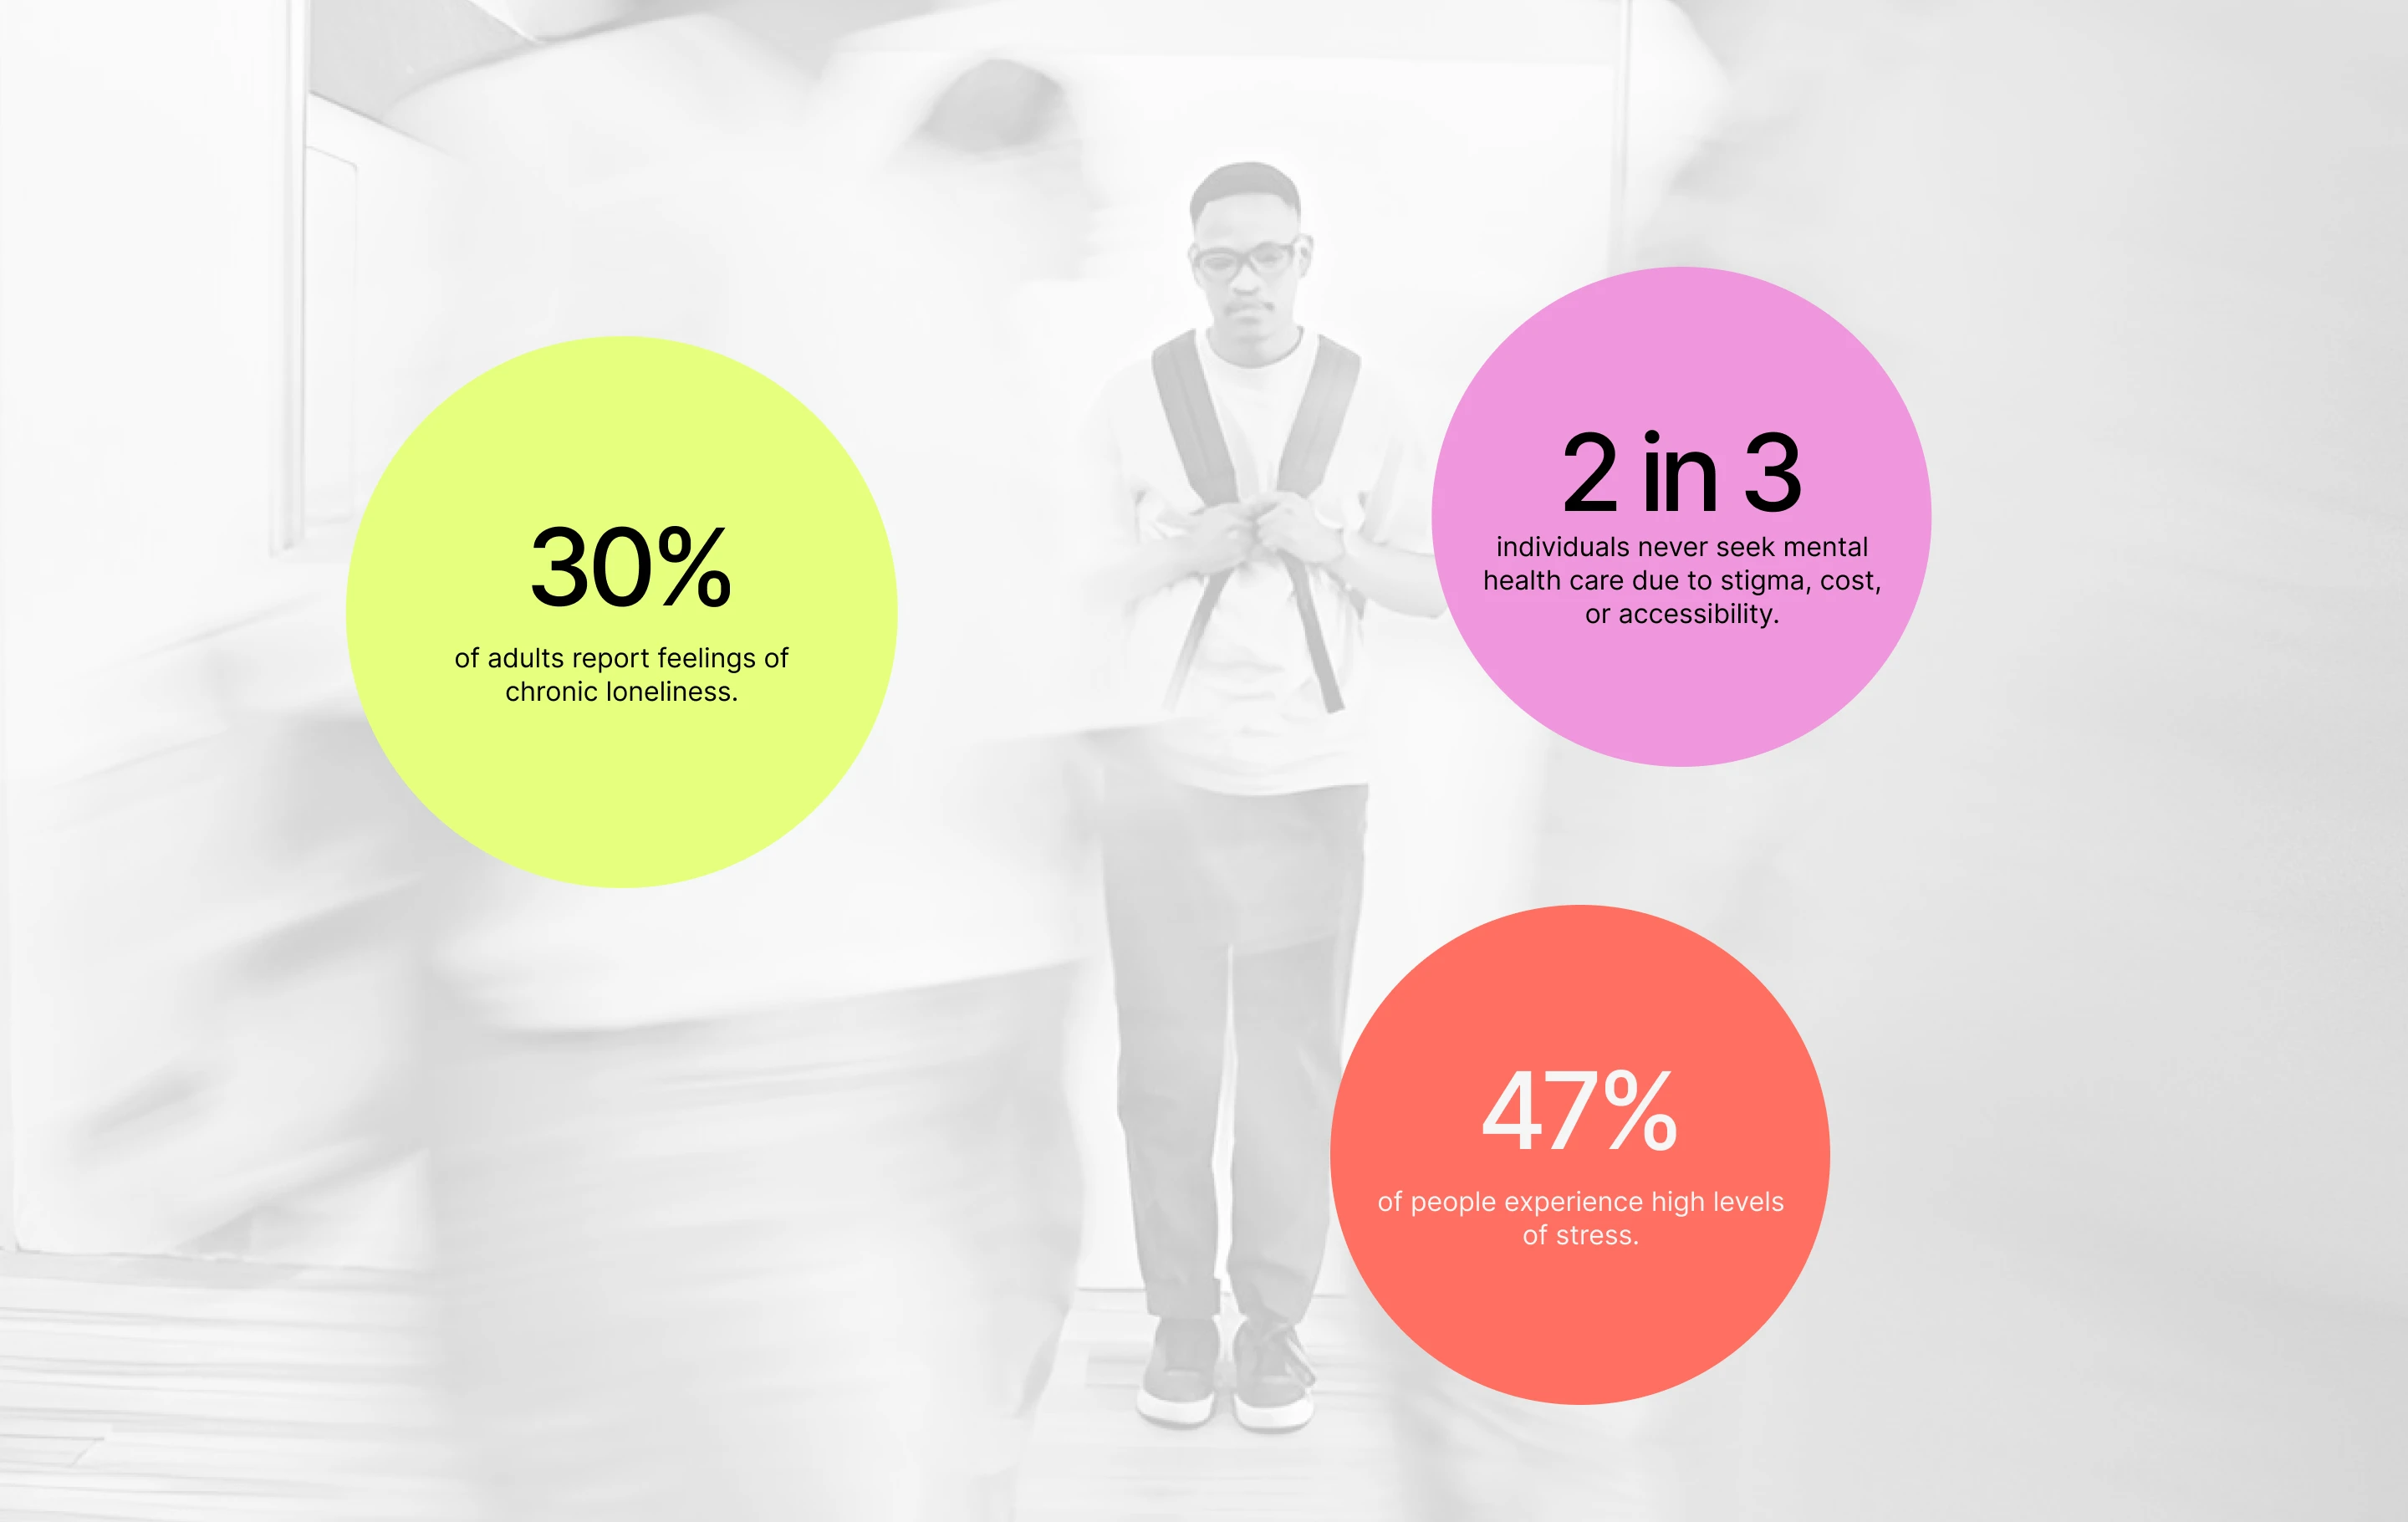 30%
of adults report feelings of
chronic loneliness.
2 in 3
individuals never seek mental
health care due to stigma, cost,
or accessibility.
47%
of people experience high levels
of stress.